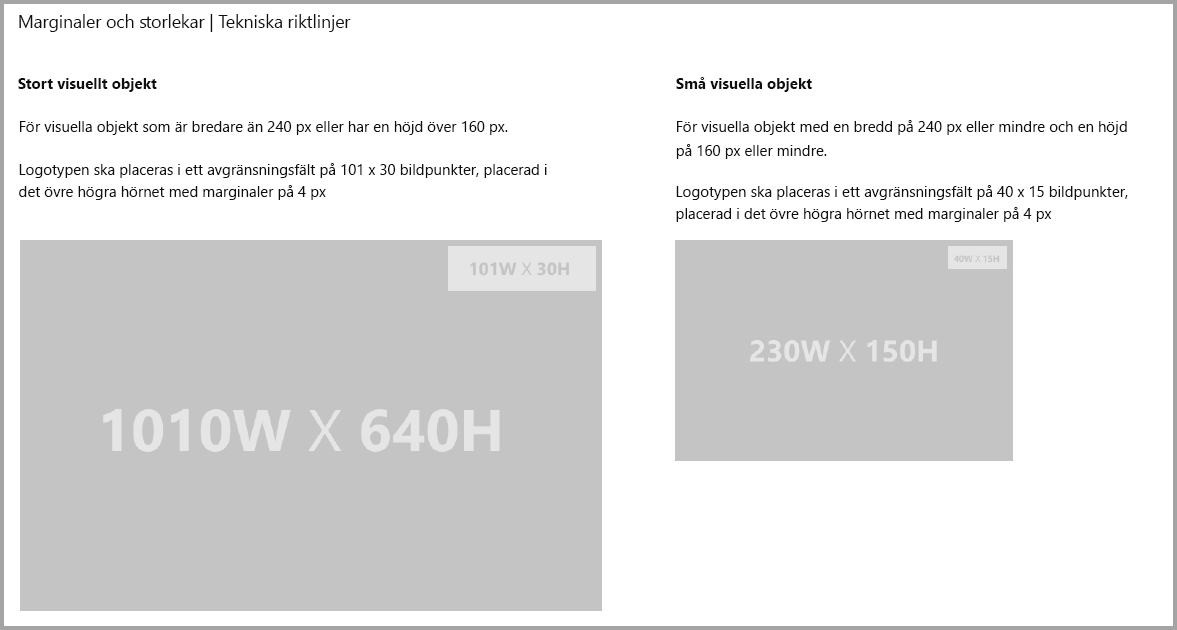 Marginaler och storlekar | Tekniska riktlinjer
Stort visuellt objekt
För visuella objekt som är bredare än 240 px eller har en höjd över 160 px.
Logotypen ska placeras i ett avgränsningsfält på 101 x 30 bildpunkter, placerad i
det övre högra hörnet med marginaler på 4 px
101W X 30H
1010W X 640H
Små visuella objekt
För visuella objekt med en bredd på 240 px eller mindre och en höjd
på 160 px eller mindre.
Logotypen ska placeras i ett avgränsningsfält på 40 x 15 bildpunkter,
placerad i det övre högra hörnet med marginaler på 4 px
40W X 15H
230W X 150H